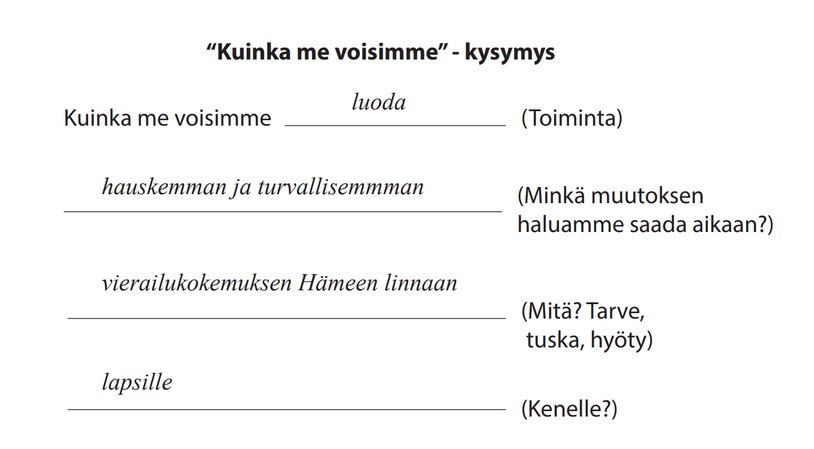 “Kuinka me voisimme” - kysymys
Kuinka me voisimme luoda (Toiminta)
hauskemman ja turvallisemmman (Minkä muutoksen
haluamme saada aikaan?)
vierailukokemuksen Hämeen linnaan
(Mitä? Tarve,
tuska, hyöty)
lapsille
(Kenelle?)